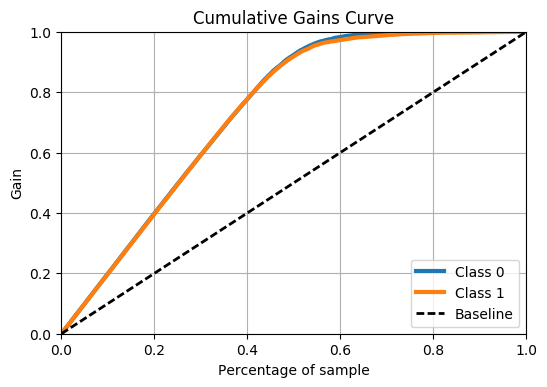 Cumulative Gains Curve
1.0
0.8
0.6
0.4
0.2
0.0
Gain
0.0 0.2 0.4 0.6 0.8 1.0
Percentage of sample
Class 0
Class 1
Baseline